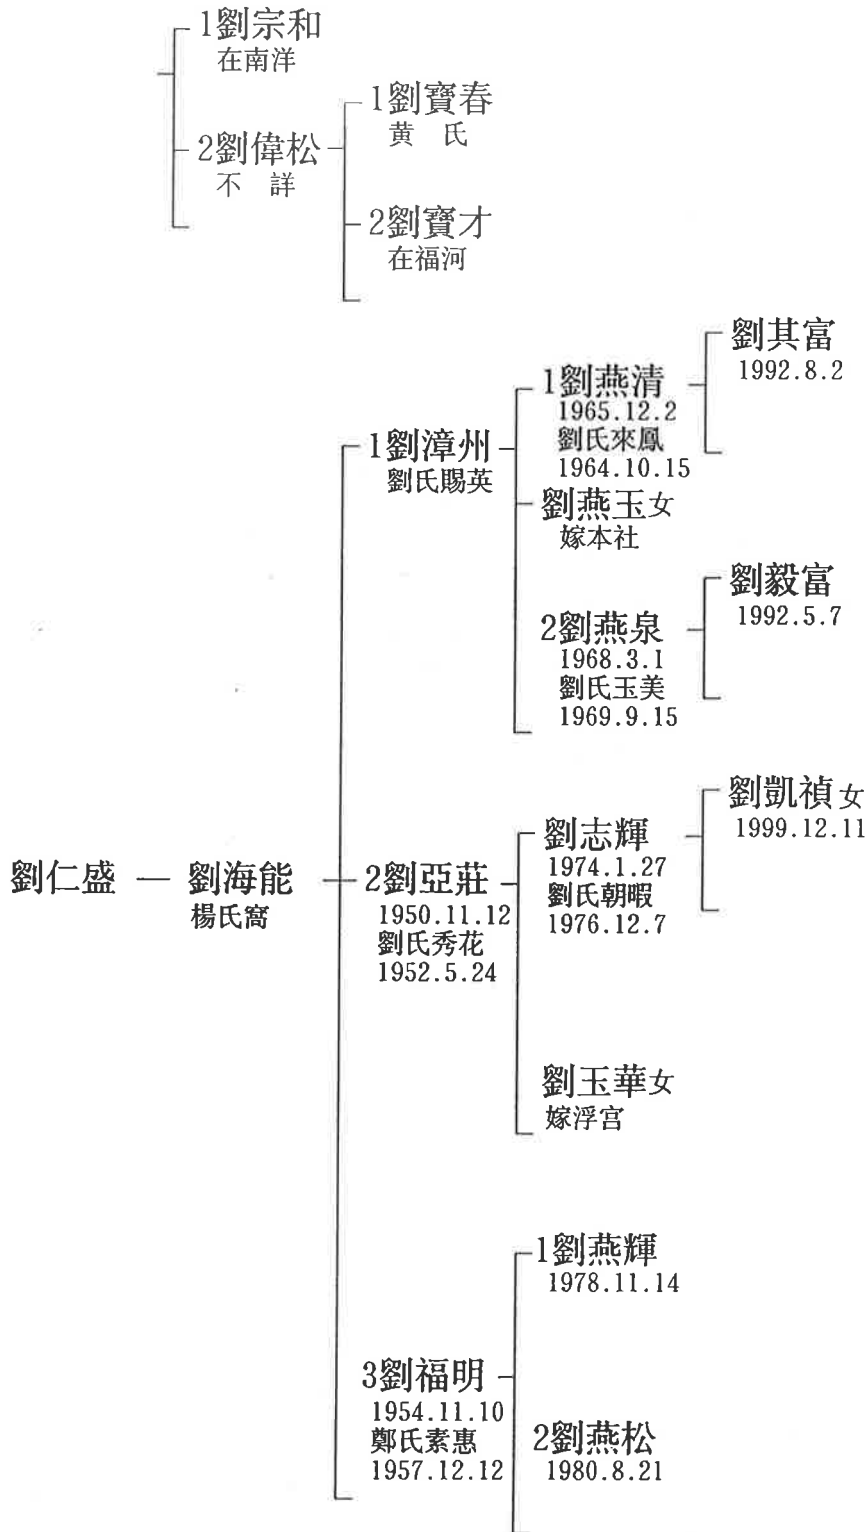 1劉宗和
在南洋
2劉偉松
不 詳
1劉寶春
黄 氏
2劉寶才
在福河
劉仁盛 — 劉海能
楊氏窩
1劉漳州
劉氏賜英
1劉燕清
1965.12.2
劉氏來鳳
1964.10.15
劉其富
1992.8.2
劉燕玉女
嫁本社
2劉燕泉
1968.3.1
劉氏玉美
1969.9.15
劉毅富
1992.5.7
2劉亞莊
1950.11.12
劉氏秀花
1952.5.24
劉志輝
1974.1.27
劉氏朝暇
1976.12.7
劉凱禎女
1999.12.11
劉玉華女
嫁浮宫
3劉福明
1954.11.10
鄭氏素惠
1957.12.12
1劉燕輝
1978.11.14
2劉燕松
1980.8.21